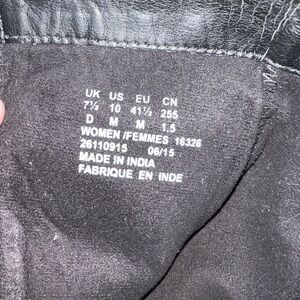 UK US EU CN
7½ 10 41½ 255
D M M 1.5
WOMEN /FEMMES 16326
26110915 06/15
MADE IN INDIA
FABRIQUE EN INDE